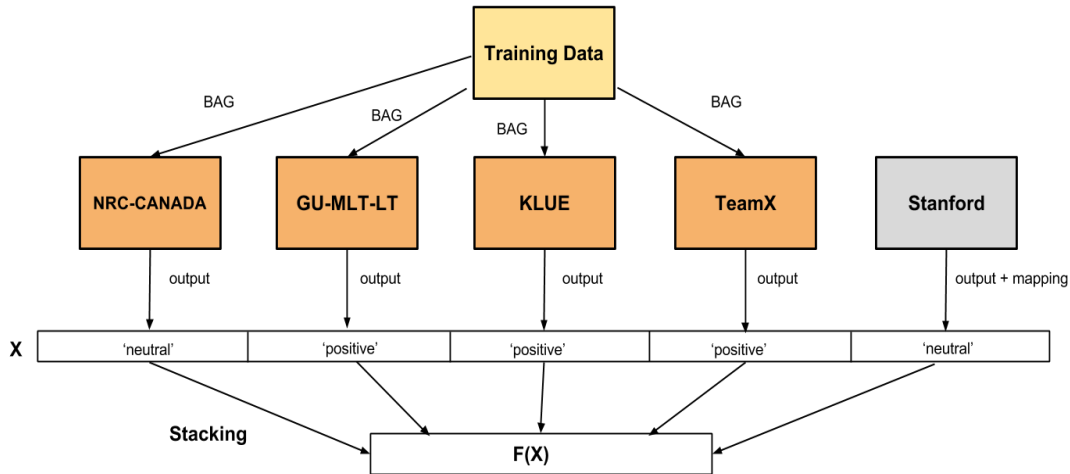 Training Data
BAG
BAG
BAG
BAG
NRC-CANADA
GU-MLT-LT
KLUE
TeamX
Stanford
output
output
output
output
output + mapping
X
‘neutral’
‘positive’
‘positive’
‘positive’
‘neutral’
Stacking
F(X)